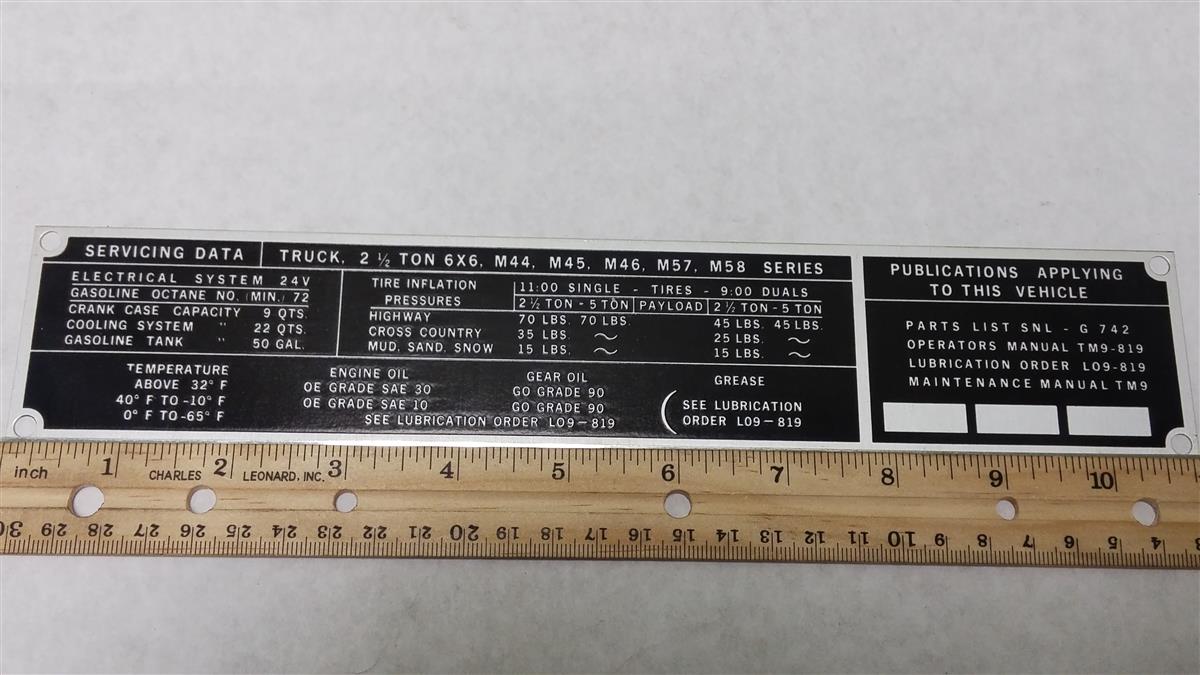 SERVICING DATA
TRUCK, 2 ½ TON 6X6, M44, M45, M46, M57, M58 SERIES
ELECTRICAL SYSTEM 24V
GASOLINE OCTANE NO. (MIN.) 72
CRANK CASE CAPACITY 9 QTS.
COOLING SYSTEM " 22 QTS.
GASOLINE TANK " 50 GAL.
TIRE INFLATION
PRESSURES
11:00 SINGLE - TIRES - 9:00 DUALS
2 ½ TON - 5 TON PAYLOAD 2 ½ TON - 5 TON
HIGHWAY 70 LBS. 70 LBS. 45 LBS. 45 LBS.
CROSS COUNTRY 35 LBS. ~ 25 LBS. ~
MUD. SAND. SNOW 15 LBS. ~ 15 LBS. ~
TEMPERATURE
ABOVE 32° F
40° F TO -10° F
0° F TO -65° F
ENGINE OIL
OE GRADE SAE 30
OE GRADE SAE 10
GEAR OIL
GO GRADE 90
GO GRADE 90
SEE LUBRICATION ORDER LO9-819
GREASE
SEE LUBRICATION
ORDER LO9-819
PUBLICATIONS APPLYING
TO THIS VEHICLE
PARTS LIST SNL - G 742
OPERATORS MANUAL TM9-819
LUBRICATION ORDER LO9-819
MAINTENANCE MANUAL TM9
inch 1 CHARLES 2 LEONARD, INC. 3 4 5 6 7 8 9 10
30 29 28 27 26 25 24 23 22 21 20 19 18 17 16 15 14 13 12 11 10 9 8 7 6 5 4 3